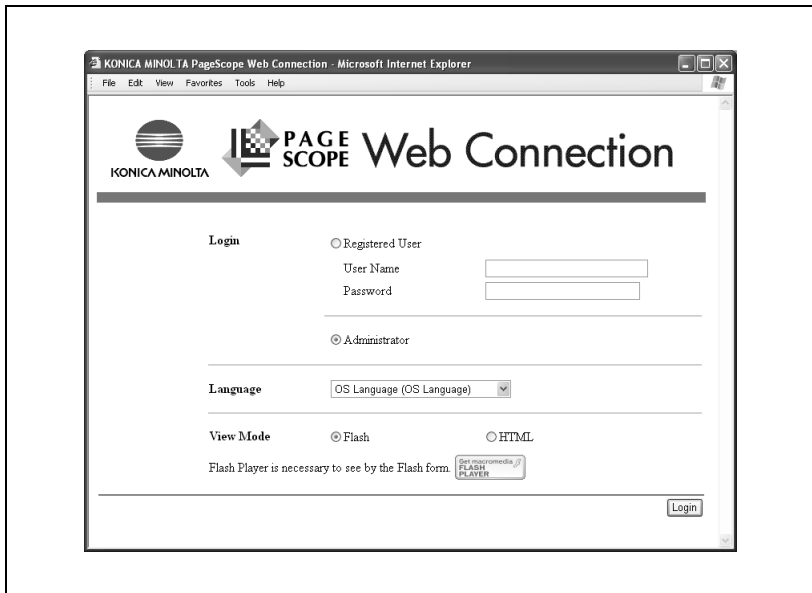 KONICA MINOLTA PageScope Web Connection - Microsoft Internet Explorer
File Edit View Favorites Tools Help
KONICA MINOLTA
PAGE SCOPE Web Connection
Login
Registered User
User Name
Password
Administrator
Language
OS Language (OS Language)
View Mode
Flash
HTML
Flash Player is necessary to see by the Flash form.
Get macromedia
FLASH
PLAYER
Login